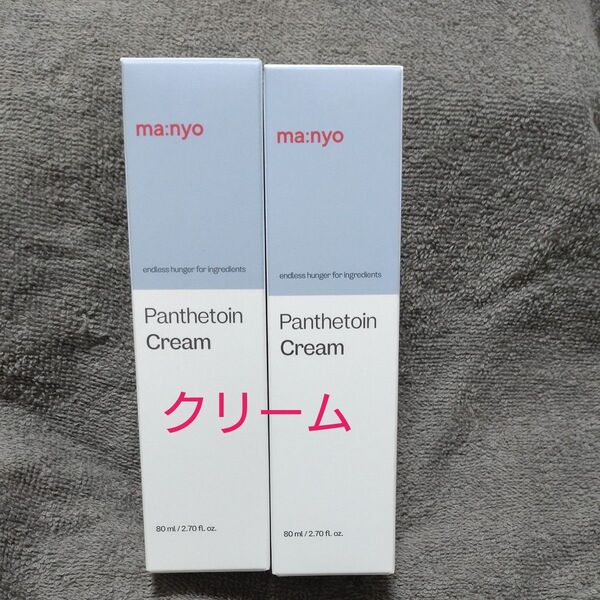 ma:nyo
endless hunger for ingredients
Panthetoin
Cream
80 ml / 2.70 fl. oz.
ma:nyo
endless hunger for ingredients
Panthetoin
Cream
80 ml / 2.70 fl. oz.
クリーム